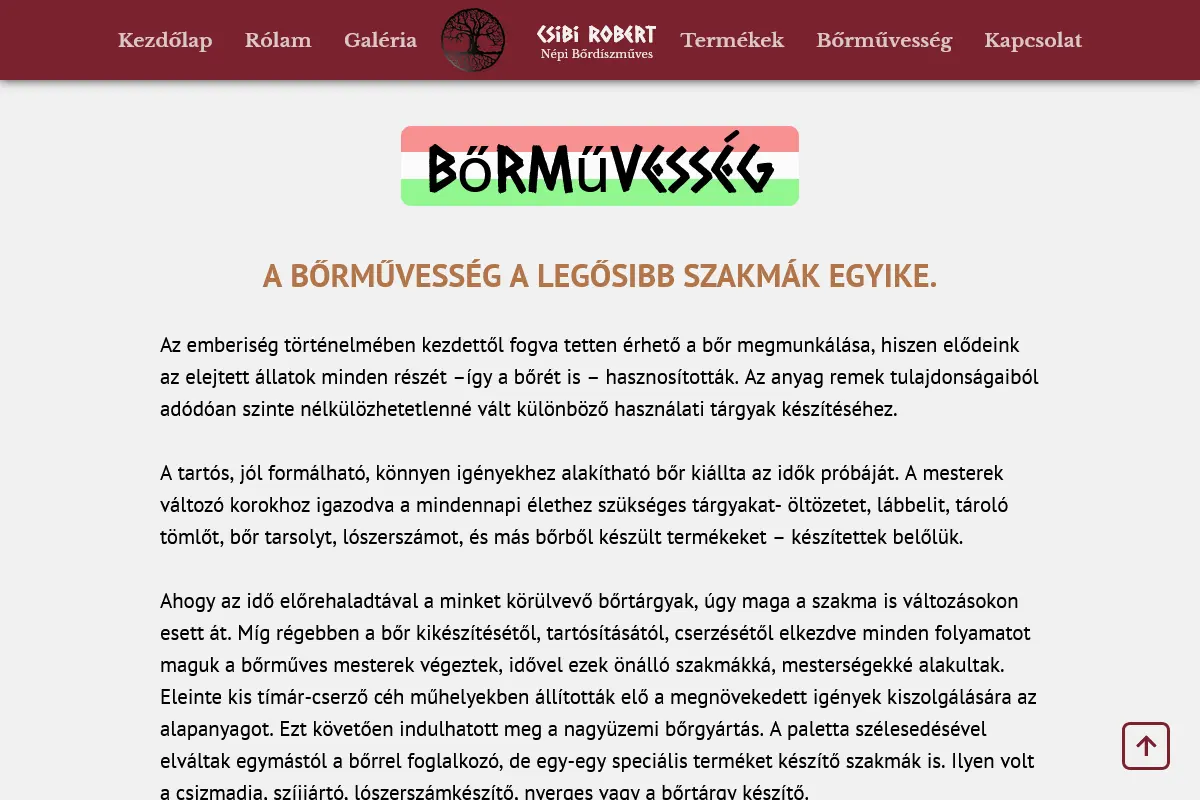 Kezdőlap Rólam Galéria CSIBI ROBERT Termékek Bőrművesség Kapcsolat
Népi Bőrdíszműves
BŐRMŰVESSÉG
A BŐRMŰVESSÉG A LEGŐSIBB SZAKMÁK EGYIKE.
Az emberiség történelmében kezdettől fogva tetten érhető a bőr megmunkálása, hiszen elődeink
az elejtett állatok minden részét –így a bőrét is – hasznosították. Az anyag remek tulajdonságaiból
adódóan szinte nélkülözhetetlenné vált különböző használati tárgyak készítéséhez.
A tartós, jól formálható, könnyen igényekhez alakítható bőr kiállta az idők próbáját. A mesterek
változó korokhoz igazodva a mindennapi élethez szükséges tárgyakat- öltözetet, lábbelit, tároló
tömlőt, bőr tarsolyt, lószerszámot, és más bőrből készült termékeket – készítettek belőlük.
Ahogy az idő előrehaladtával a minket körülvevő bőrtárgyak, úgy maga a szakma is változásokon
esett át. Míg régebben a bőr kikészítésétől, tartósításától, cserzésétől elkezdve minden folyamatot
maguk a bőrműves mesterek végeztek, idővel ezek önálló szakmákká, mesterségekké alakultak.
Eleinte kis tímár-cserző céh műhelyekben állították elő a megnövekedett igények kiszolgálására az
alapanyagot. Ezt követően indulhatott meg a nagyüzemi bőrgyártás. A paletta szélesedésével
elváltak egymástól a bőrrel foglalkozó, de egy-egy speciális terméket készítő szakmák is. Ilyen volt
a csizmadia, szíjjártó, lószerszámkészítő, nyerges vagy a bőrtárgy készítő.